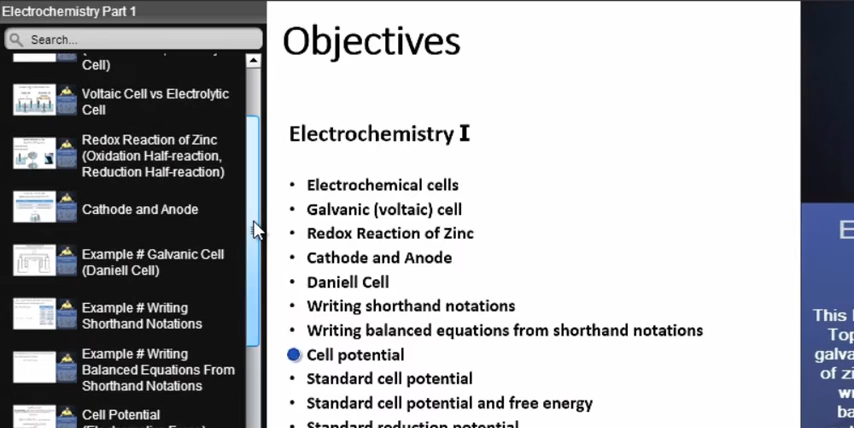 Electrochemistry Part 1
Search...
Cell)
Voltaic Cell vs Electrolytic
Cell
Redox Reaction of Zinc
(Oxidation Half-reaction,
Reduction Half-reaction)
Cathode and Anode
Example # Galvanic Cell
(Daniell Cell)
Example # Writing
Shorthand Notations
Example # Writing
Balanced Equations From
Shorthand Notations
Cell Potential
Objectives
Electrochemistry I
• Electrochemical cells
• Galvanic (voltaic) cell
• Redox Reaction of Zinc
• Cathode and Anode
• Daniell Cell
• Writing shorthand notations
• Writing balanced equations from shorthand notations
• Cell potential
• Standard cell potential
• Standard cell potential and free energy
Standard reduction potential
E
This
Top
galva
of zi
w
ba